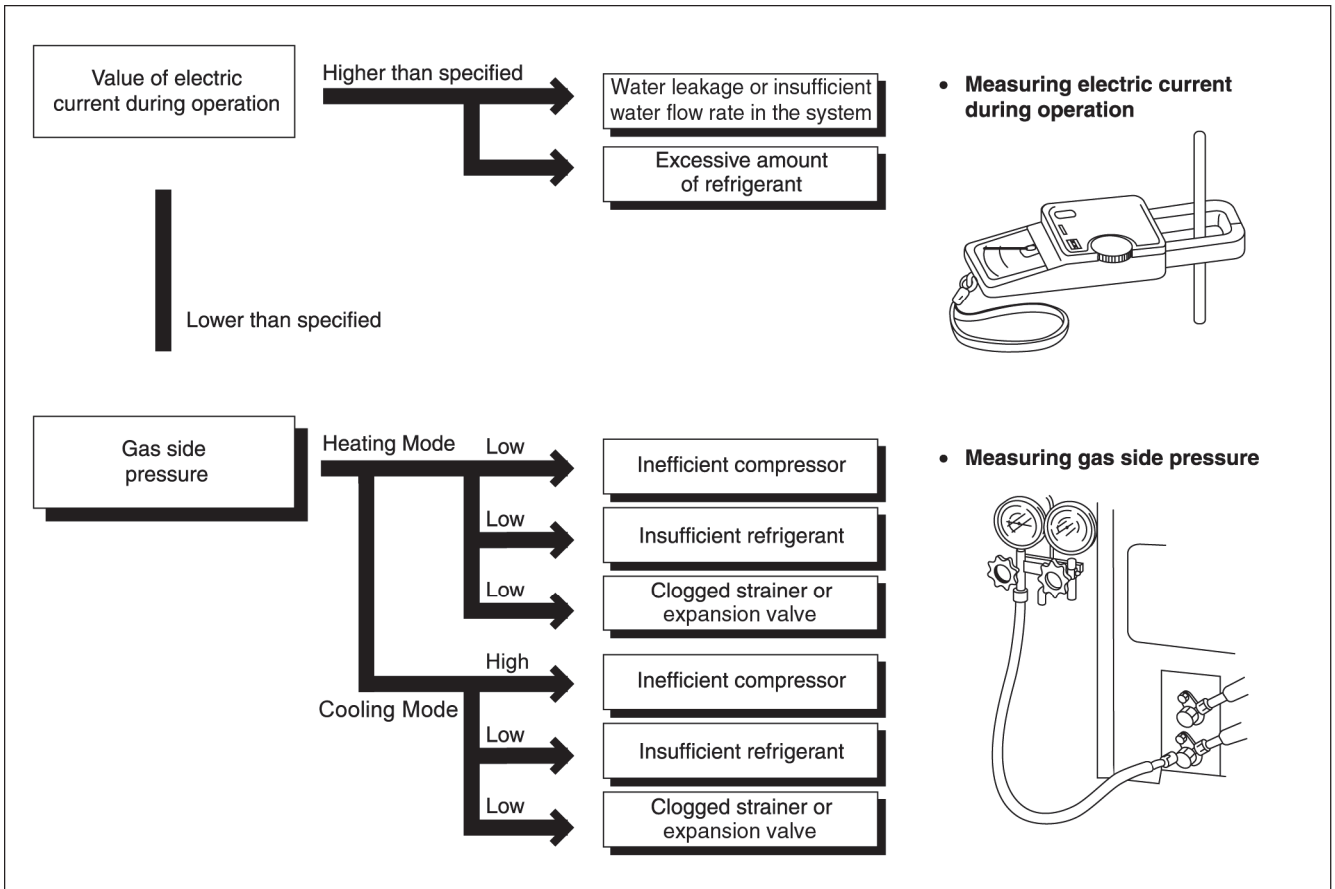 Value of electric
current during operation
Higher than specified
Water leakage or insufficient
water flow rate in the system
Excessive amount
of refrigerant
Lower than specified
• Measuring electric current
during operation
Gas side
pressure
Heating Mode
Low
Inefficient compressor
Low
Insufficient refrigerant
Low
Clogged strainer or
expansion valve
Cooling Mode
High
Inefficient compressor
Low
Insufficient refrigerant
Low
Clogged strainer or
expansion valve
• Measuring gas side pressure